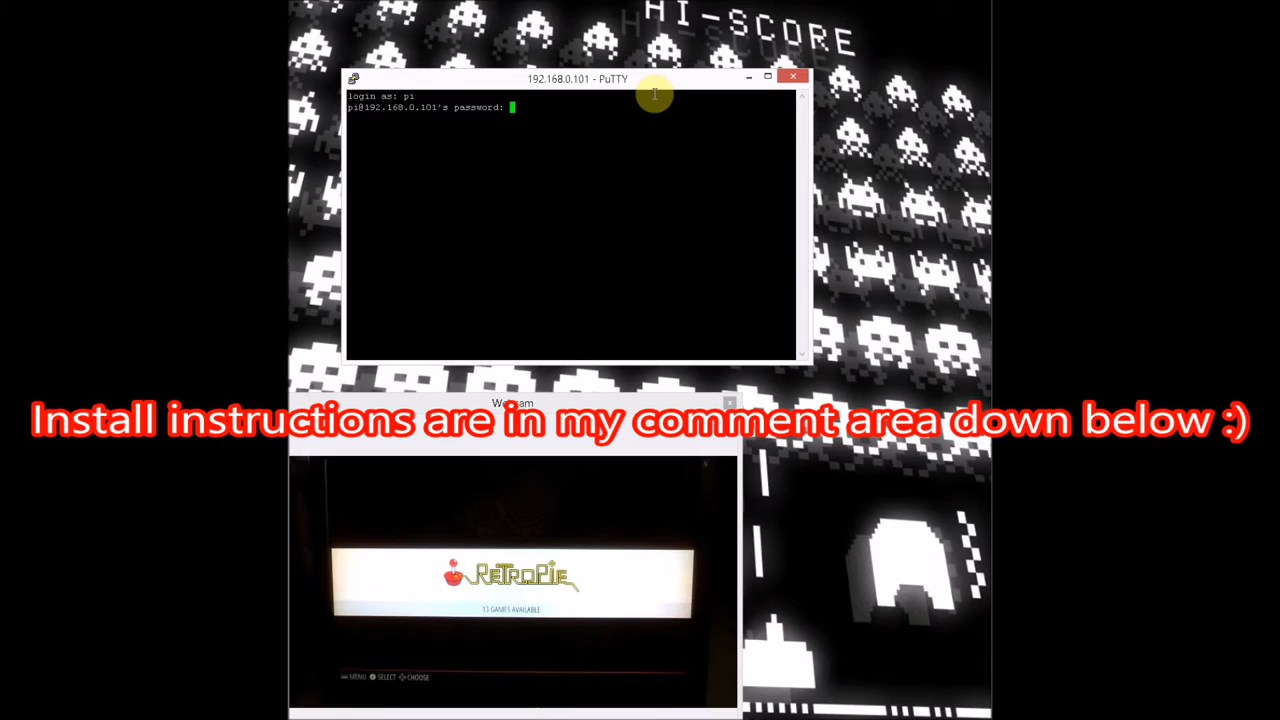 HI-SCORE
192.168.0.101 - PuTTY
login as: pi
pi@192.168.0.101's password:
Install instructions are in my comment area down below :)
RETROPIE
13 GAMES AVAILABLE
MENU SELECT CHOOSE